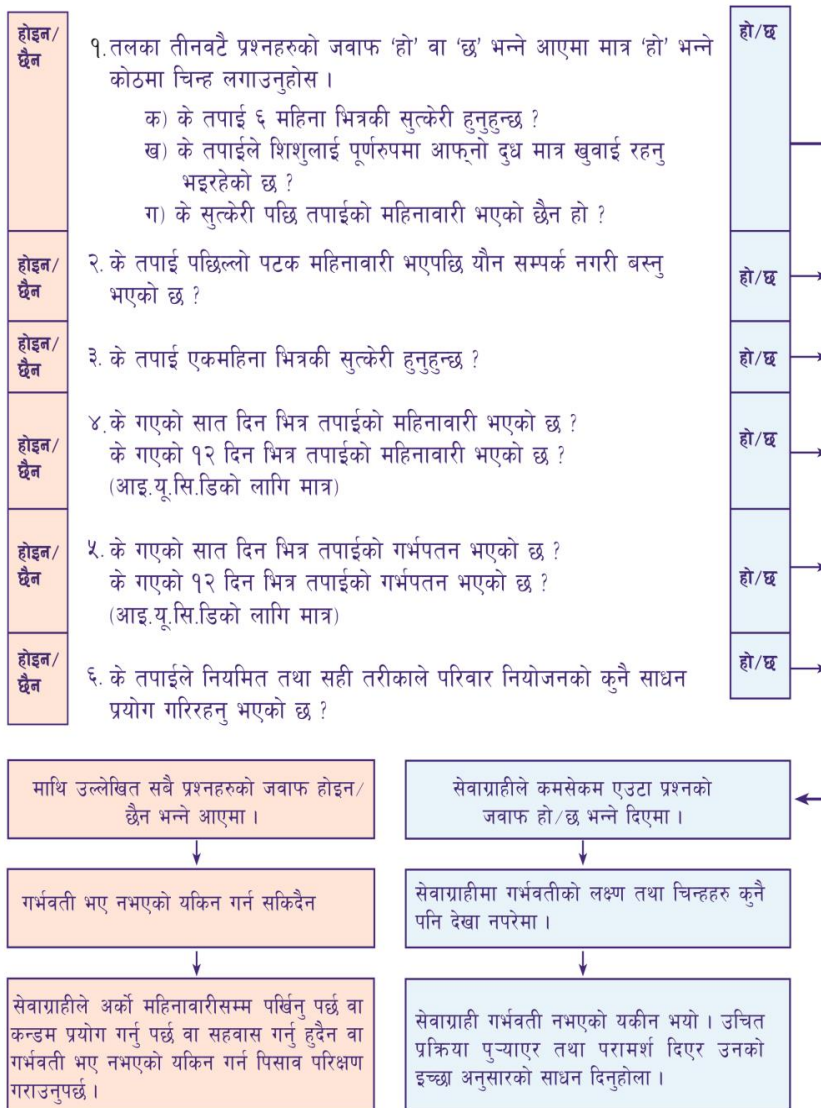 होइन/
छैन
१.तलका तीनवटै प्रश्नहरुको जवाफ ‘हो’ वा ‘छ’ भन्ने आएमा मात्र ‘हो’ भन्ने
कोठमा चिन्ह लगाउनुहोस ।
क) के तपाई ६ महिना भित्रकी सुत्केरी हुनुहुन्छ ?
ख) के तपाईले शिशुलाई पूर्णरुपमा आफ्नो दुध मात्र खुवाई रहनु
भइरहेको छ ?
ग) के सुत्केरी पछि तपाईको महिनावारी भएको छैन हो ?
हो/छ
होइन/
छैन
२. के तपाई पछिल्लो पटक महिनावारी भएपछि यौन सम्पर्क नगरी बस्नु
भएको छ ?
हो/छ
होइन/
छैन
३. के तपाई एकमहिना भित्रकी सुत्केरी हुनुहुन्छ ?
हो/छ
होइन/
छैन
४.के गएको सात दिन भित्र तपाईको महिनावारी भएको छ ?
के गएको १२ दिन भित्र तपाईको महिनावारी भएको छ ?
(आइ.यू.सि.डिको लागि मात्र)
हो/छ
होइन/
छैन
५. के गएको सात दिन भित्र तपाईको गर्भपतन भएको छ ?
के गएको १२ दिन भित्र तपाईको गर्भपतन भएको छ ?
(आइ.यू.सि.डिको लागि मात्र)
हो/छ
होइन/
छैन
६. के तपाईले नियमित तथा सही तरीकाले परिवार नियोजनको कुनै साधन
प्रयोग गरिरहनु भएको छ ?
हो/छ
माथि उल्लेखित सबै प्रश्नहरुको जवाफ होइन/
छैन भन्ने आएमा ।
गर्भवती भए नभएको यकिन गर्न सकिदैन
सेवाग्राहीले अर्को महिनावारीसम्म पर्खिनु पर्छ वा
कन्डम प्रयोग गर्नु पर्छ वा सहवास गर्नु हुदैन वा
गर्भवती भए नभएको यकिन गर्न पिसाव परिक्षण
गराउनुपर्छ ।
सेवाग्राहीले कमसेकम एउटा प्रश्नको
जवाफ हो/छ भन्ने दिएमा ।
सेवाग्राहीमा गर्भवतीको लक्ष्ण तथा चिन्हहरु कुनै
पनि देखा नपरेमा ।
सेवाग्राही गर्भवती नभएको यकीन भयो । उचित
प्रक्रिया पुऱ्याएर तथा परामर्श दिएर उनको
इच्छा अनुसारको साधन दिनुहोला ।